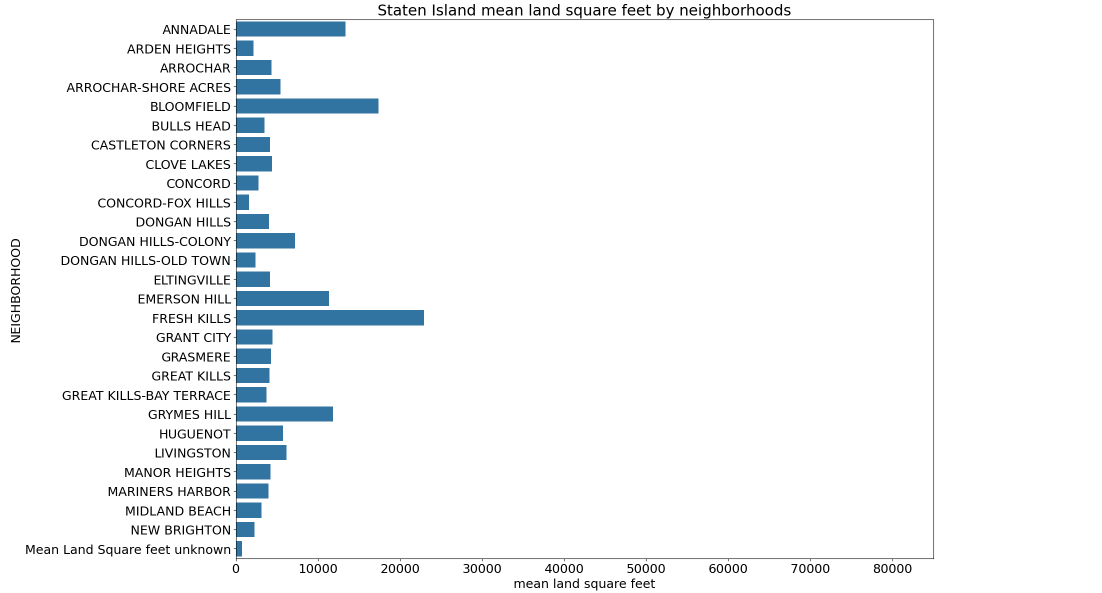 Staten Island mean land square feet by neighborhoods
NEIGHBORHOOD
ANNADALE
ARDEN HEIGHTS
ARROCHAR
ARROCHAR-SHORE ACRES
BLOOMFIELD
BULLS HEAD
CASTLETON CORNERS
CLOVE LAKES
CONCORD
CONCORD-FOX HILLS
DONGAN HILLS
DONGAN HILLS-COLONY
DONGAN HILLS-OLD TOWN
ELTINGVILLE
EMERSON HILL
FRESH KILLS
GRANT CITY
GRASMERE
GREAT KILLS
GREAT KILLS-BAY TERRACE
GRYMES HILL
HUGUENOT
LIVINGSTON
MANOR HEIGHTS
MARINERS HARBOR
MIDLAND BEACH
NEW BRIGHTON
Mean Land Square feet unknown
0 10000 20000 30000 40000 50000 60000 70000 80000
mean land square feet